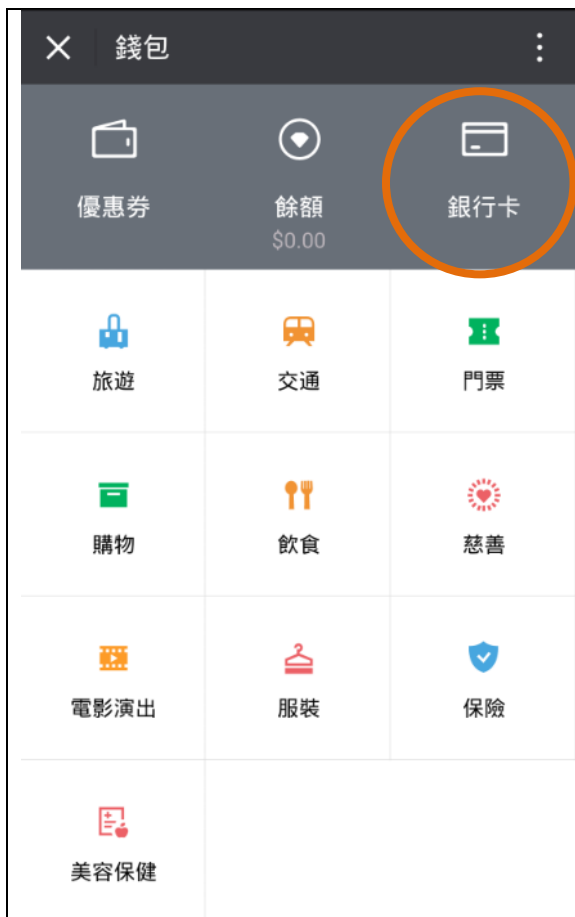 錢包
優惠券 餘額 銀行卡
$0.00
旅遊 交通 門票
購物 飲食 慈善
電影演出 服裝 保險
美容保健